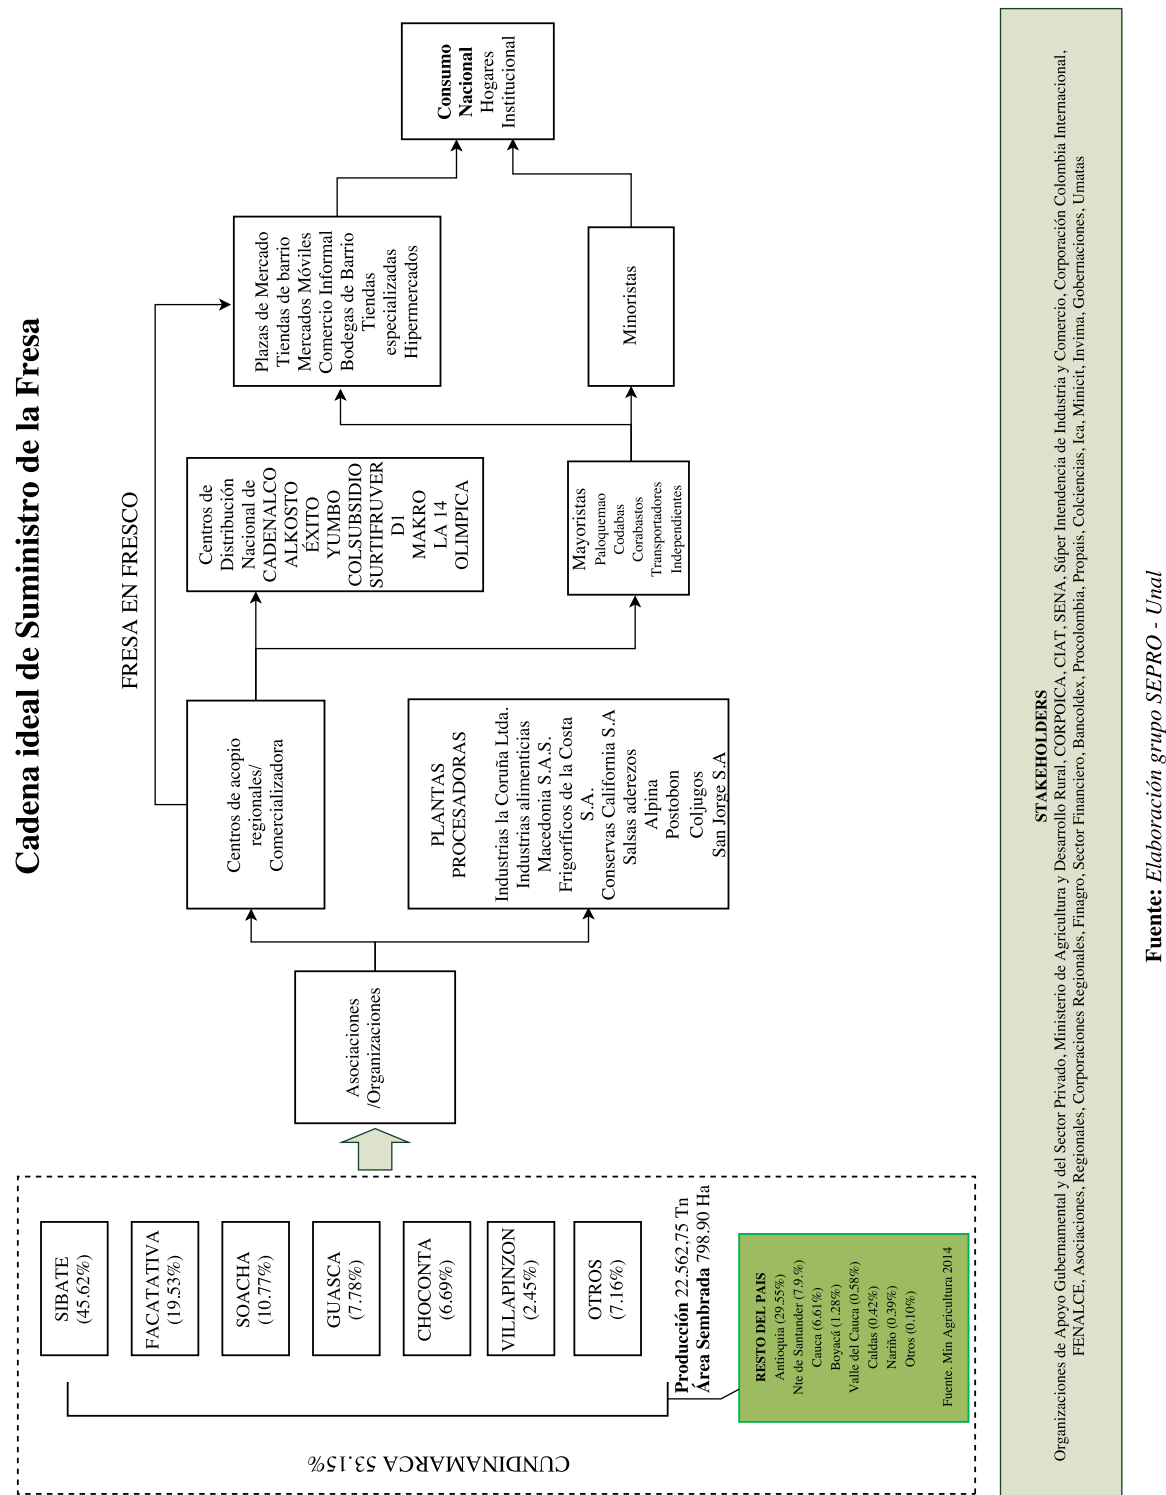 Cadena ideal de Suministro de la Fresa
CUNDINAMARCA 53.15%
SIBATE
(45.62%)
FACATATIVA
(19.53%)
SOACHA
(10.77%)
GUASCA
(7.78%)
CHOCONTA
(6.69%)
VILLAPINZON
(2.45%)
OTROS
(7.16%)
Producción 22.562,75 Tn
Área Sembrada 798.90 Ha
RESTO DEL PAIS
Antioquia (29.55%)
Nte de Santander (7.9.%)
Cauca (6.61%)
Boyacá (1.28%)
Valle del Cauca (0.58%)
Caldas (0.42%)
Nariño (0.39%)
Otros (0.10%)
Fuente. Min Agricultura 2014
Asociaciones
/Organizaciones
Centros de acopio
regionales/
Comercializadora
PLANTAS
PROCESADORAS
Industrias la Coruña Ltda.
Industrias alimenticias
Macedonia S.A.S.
Frigoríficos de la Costa
S.A.
Conservas California S.A
Salsas aderezos
Alpina
Postobon
Coljugos
San Jorge S.A
FRESA EN FRESCO
Centros de
Distribución
Nacional de
CADENALCO
ALKOSTO
ÉXITO
YUMBO
COLSUBSIDIO
SURTIFRUVER
D1
MAKRO
LA 14
OLIMPICA
Mayoristas
Paloquemao
Codabas
Corabastos
Transportadores
Independientes
Plazas de Mercado
Tiendas de barrio
Mercados Móviles
Comercio Informal
Bodegas de Barrio
Tiendas
especializadas
Hipermercados
Minoristas
Consumo
Nacional
Hogares
Institucional
STAKEHOLDERS
Organizaciones de Apoyo Gubernamental y del Sector Privado, Ministerio de Agricultura y Desarrollo Rural, CORPOICA, CIAT, SENA, Súper Intendencia de Industria y Comercio, Corporación Colombia Internacional,
FENALCE, Asociaciones, Regionales, Corporaciones Regionales, Finagro, Sector Financiero, Bancoldex, Procolombia, Propais, Colciencias, Ica, Minicit, Invima, Gobernaciones, Umatas
Fuente: Elaboración grupo SEPRO - Unal